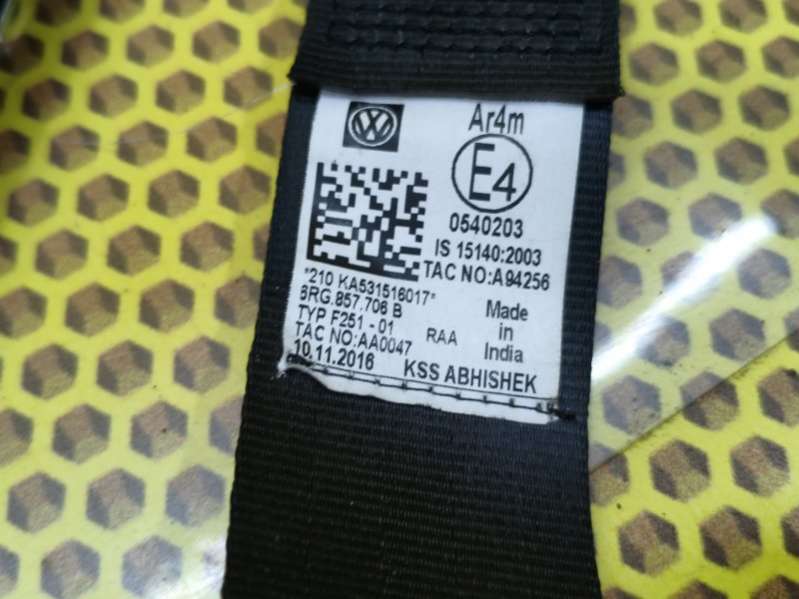 Ar4m
E4
0540203
IS 15140:2003
TAC NO:A94256
*210 KA531516017*
6RG.857.706 B
TYP F251 - 01
RAA
TAC NO:AA0047
10.11.2016
Made
in
India
KSS ABHISHEK